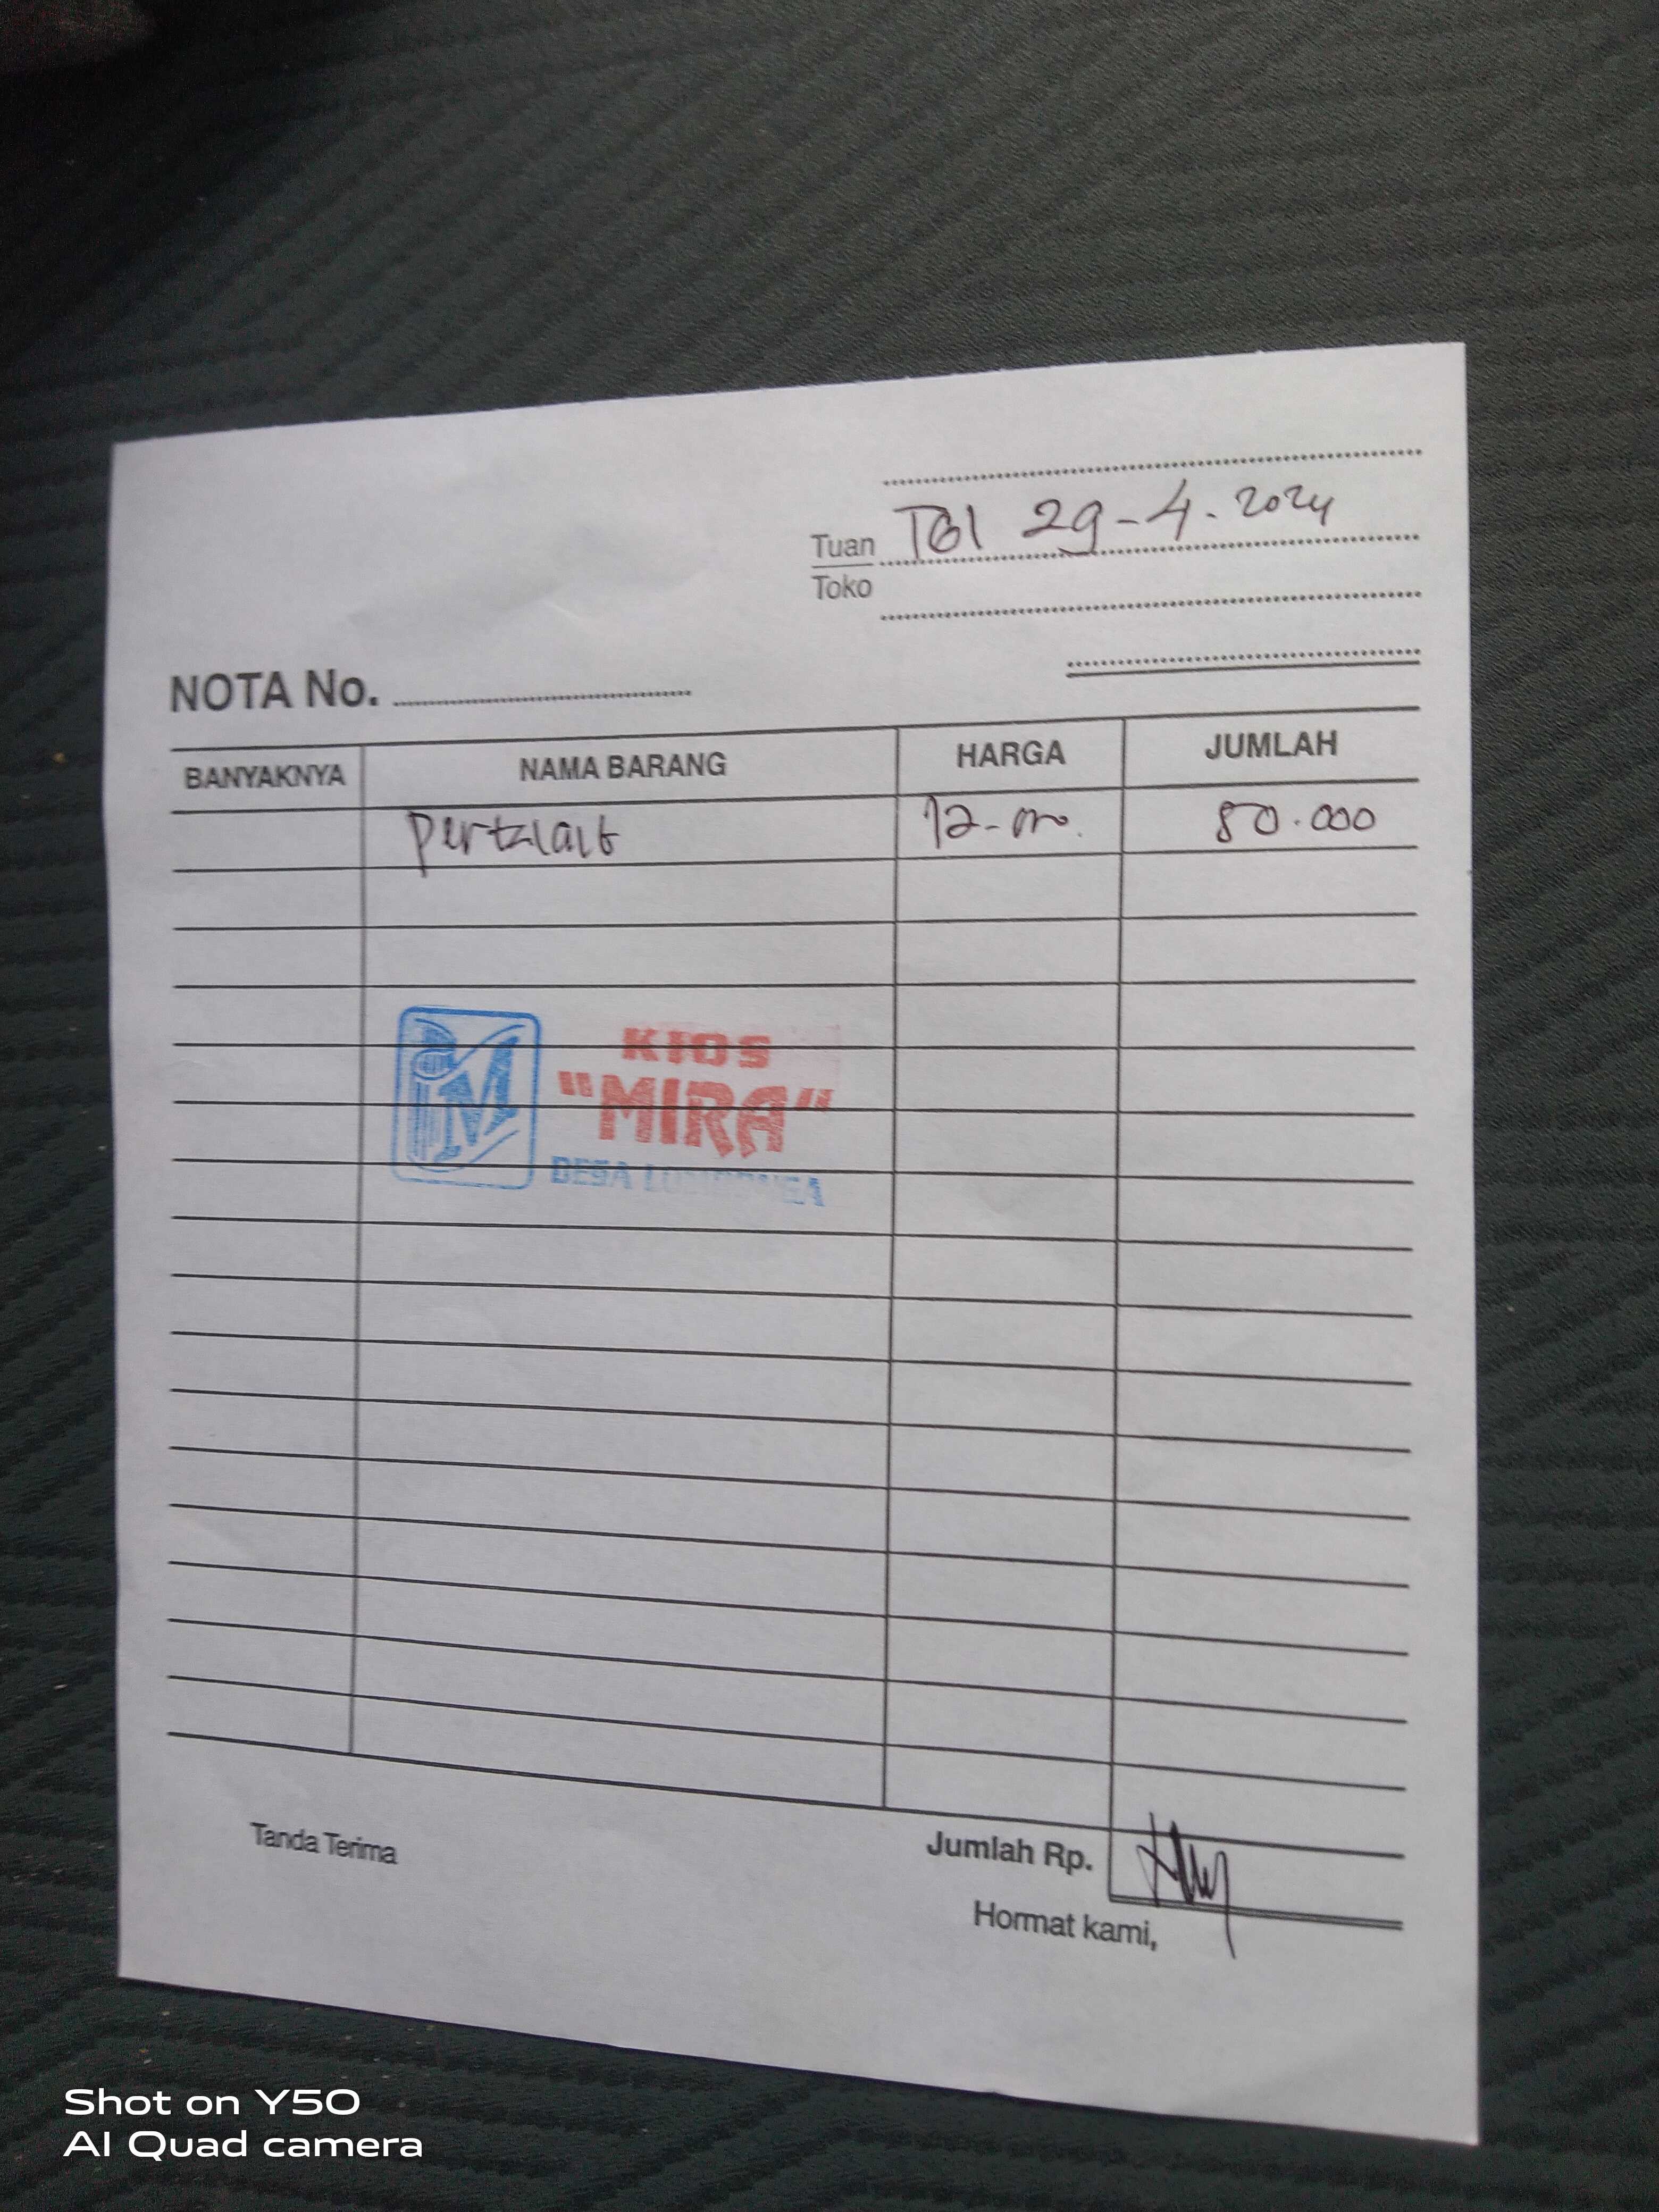 Tuan Tgl 29-4-2024
Toko
NOTA No.
BANYAKNYA NAMA BARANG HARGA JUMLAH
Pertalait 12-000. 80.000
KIOS
"MIRA"
DESA
Tanda Terima Jumlah Rp.
Hormat kami,
Shot on Y50
AI Quad camera